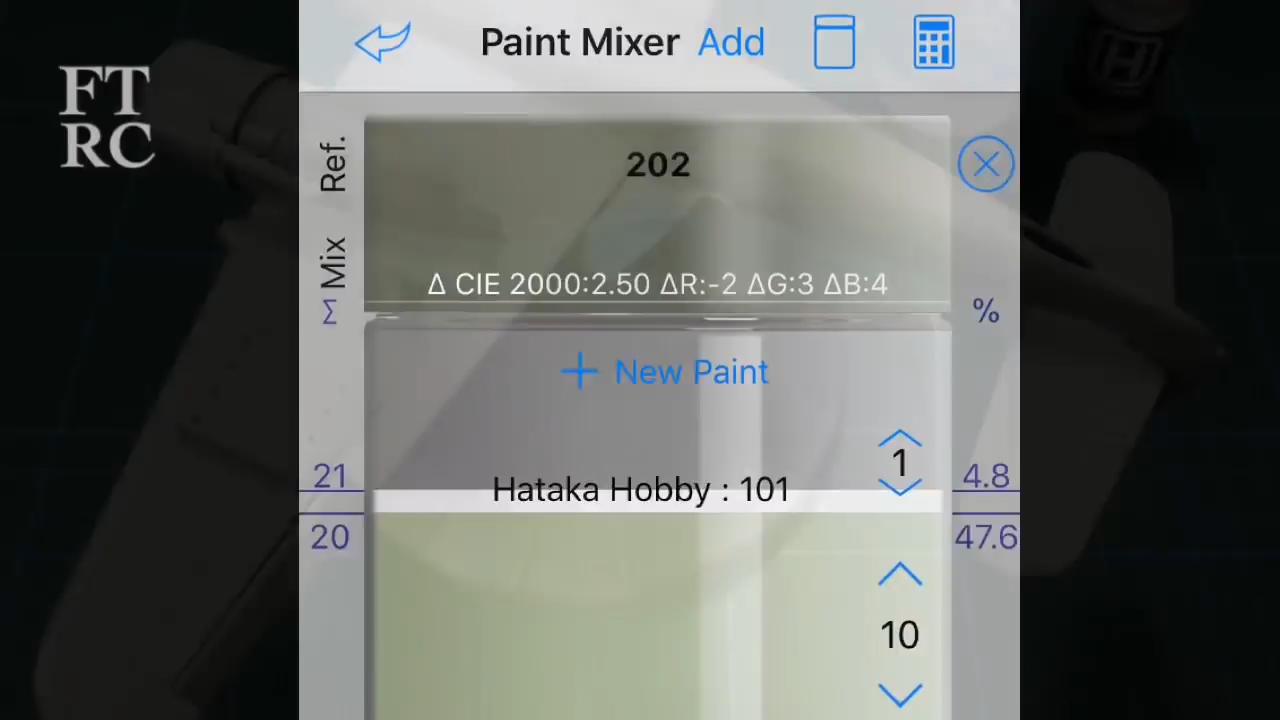 FT
RC
Paint Mixer Add
Ref.
202
Mix
Δ CIE 2000:2.50 ΔR:-2 ΔG:3 ΔB:4
Σ
%
+ New Paint
1
21
Hataka Hobby : 101
4.8
20
47.6
10